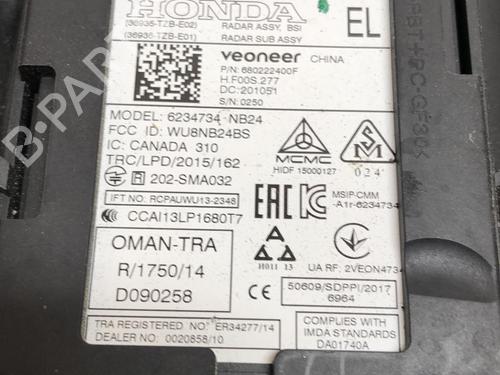 HONDA
(36936-TZB-E02) RADAR ASSY, BSI
(36936-TZB-E01) RADAR SUB ASSY
EL
veoneer CHINA
P/N: 680222400F
H.F00S.277
DC: 201051
S/N: 0250
MODEL: 6234734 NB24
FCC ID: WU8NB24BS
IC: CANADA 310
TRC/LPD/2015/162
R 202-SMA032
IFT NO: RCPAUWU13-2348
CCAI13LP1680T7
MCMC
HIDF 15000127
024
EAC
MSIP-CMM
-A1r-6234734
OMAN-TRA
R/1750/14
D090258
H011 13
UA RF: 2VEON4734
CE
50609/SDPPI/2017
6964
TRA REGISTERED NO: ER34277/14
DEALER NO: 0020858/10
COMPLIES WITH
IMDA STANDARDS
DA01740A